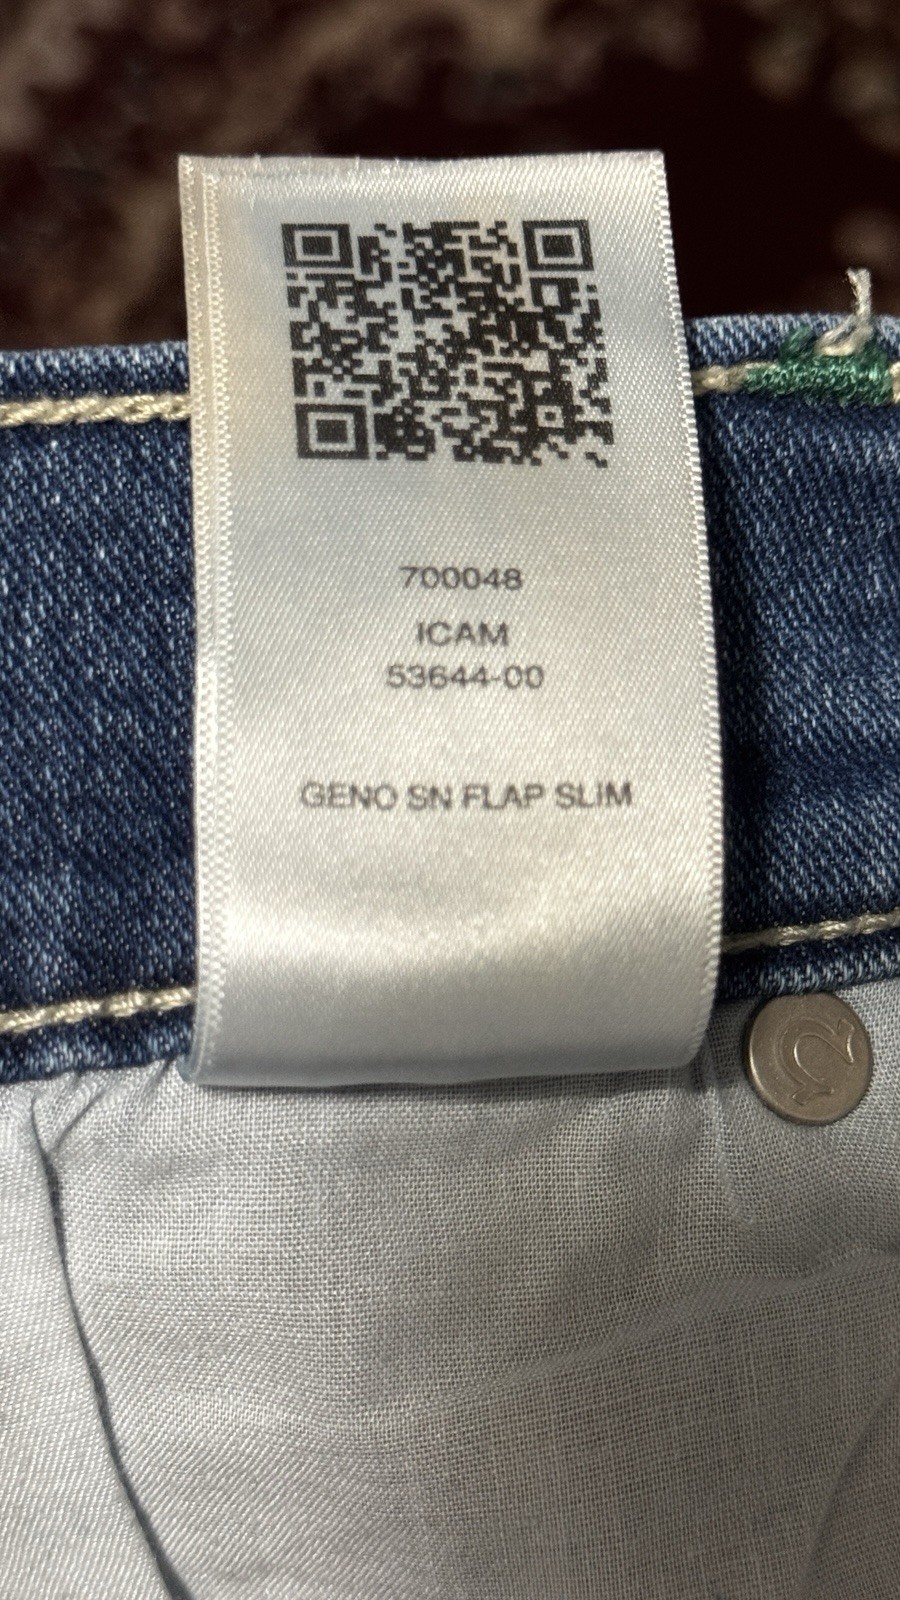 700048
ICAM
53644-00
GENO SN FLAP SLIM